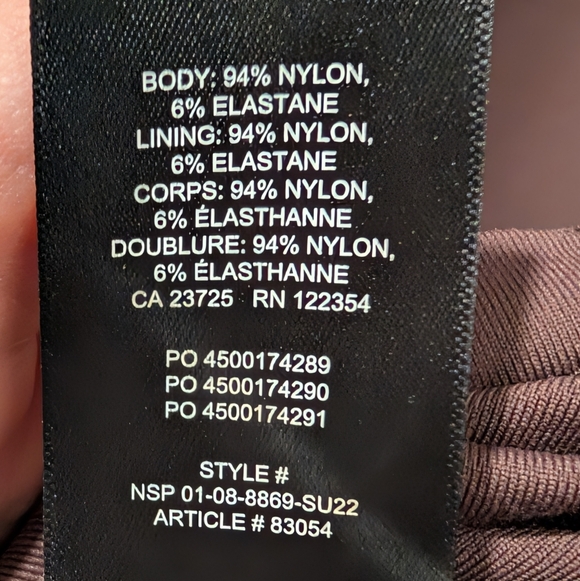 BODY: 94% NYLON,
6% ELASTANE
LINING: 94% NYLON,
6% ELASTANE
CORPS: 94% NYLON,
6% ÉLASTHANNE
DOUBLURE: 94% NYLON,
6% ÉLASTHANNE
CA 23725 RN 122354
PO 4500174289
PO 4500174290
PO 4500174291
STYLE #
NSP 01-08-8869-SU22
ARTICLE # 83054